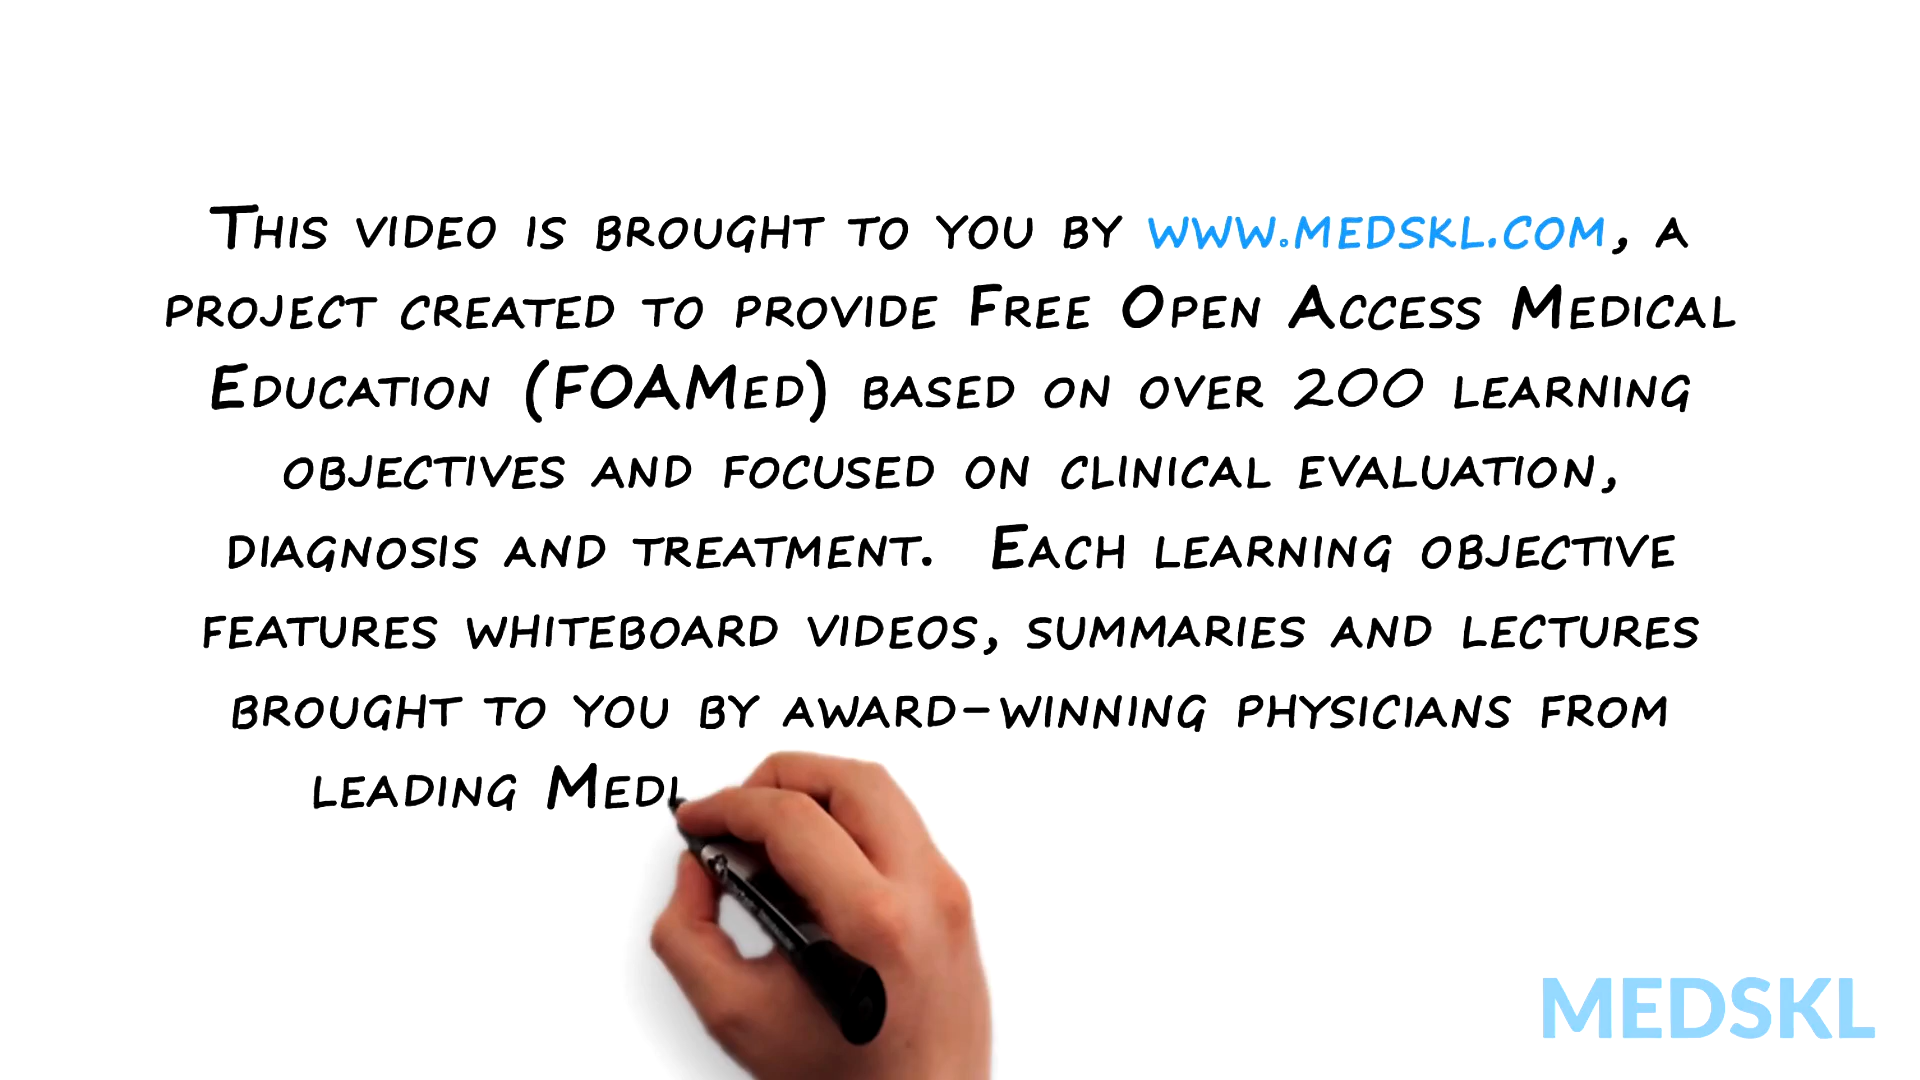 This video is brought to you by www.medskl.com, a
project created to provide Free Open Access Medical
Education (FOAMed) based on over 200 learning
objectives and focused on clinical evaluation,
diagnosis and treatment. Each learning objective
features whiteboard videos, summaries and lectures
brought to you by award-winning physicians from
leading Medi
MEDSKL